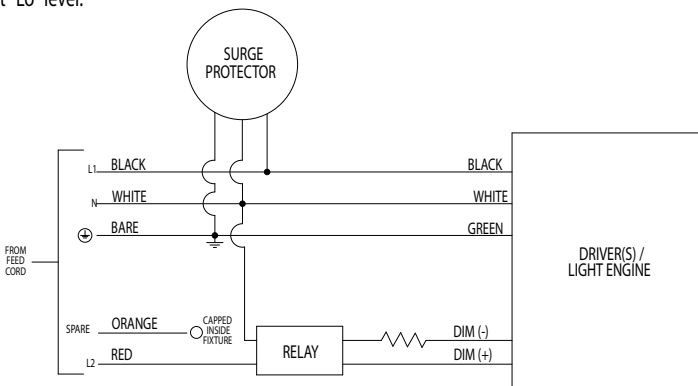 t "Lo" level.
SURGE
PROTECTOR
L1 BLACK BLACK
N WHITE WHITE
BARE GREEN
FROM
FEED
CORD
DRIVER(S) /
LIGHT ENGINE
SPARE ORANGE
CAPPED
INSIDE
FIXTURE
RELAY
DIM (-)
L2 RED
DIM (+)